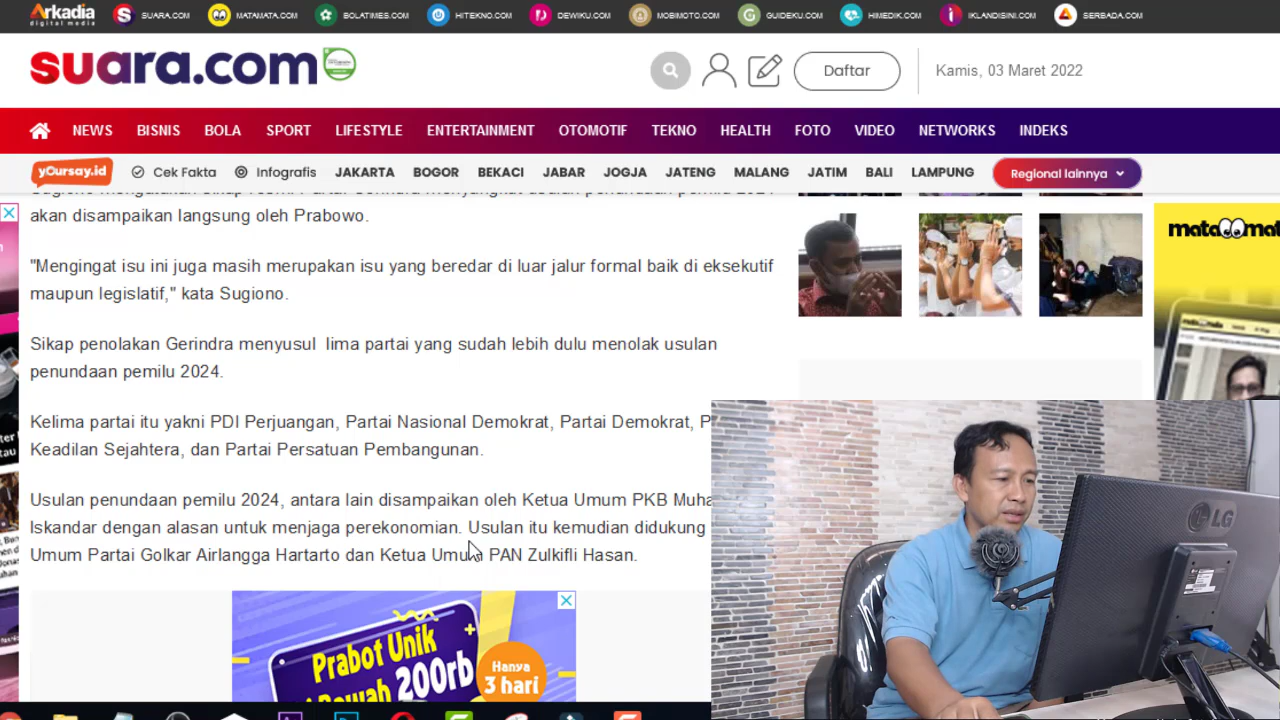 Arkadia
digital media
SUARA.COM
MATAMATA.COM
BOLATIMES.COM
HITEKNO.COM
DEWIKU.COM
MOBIMOTO.COM
GUIDEKU.COM
HIMEDIK.COM
IKLANDISINI.COM
SERBADA.COM
suara.com
Daftar
Kamis, 03 Maret 2022
NEWS BISNIS BOLA SPORT LIFESTYLE ENTERTAINMENT OTOMOTIF TEKNO HEALTH FOTO VIDEO NETWORKS INDEKS
yOursay.id Cek Fakta Infografis JAKARTA BOGOR BEKACI JABAR JOGJA JATENG MALANG JATIM BALI LAMPUNG Regional lainnya
akan disampaikan langsung oleh Prabowo.
"Mengingat isu ini juga masih merupakan isu yang beredar di luar jalur formal baik di eksekutif
maupun legislatif," kata Sugiono.
Sikap penolakan Gerindra menyusul lima partai yang sudah lebih dulu menolak usulan
penundaan pemilu 2024.
Kelima partai itu yakni PDI Perjuangan, Partai Nasional Demokrat, Partai Demokrat, P
Keadilan Sejahtera, dan Partai Persatuan Pembangunan.
Usulan penundaan pemilu 2024, antara lain disampaikan oleh Ketua Umum PKB Muha
Iskandar dengan alasan untuk menjaga perekonomian. Usulan itu kemudian didukung
Umum Partai Golkar Airlangga Hartarto dan Ketua Umum PAN Zulkifli Hasan.
Prabot Unik
200rb
Hanya
3 hari
LG